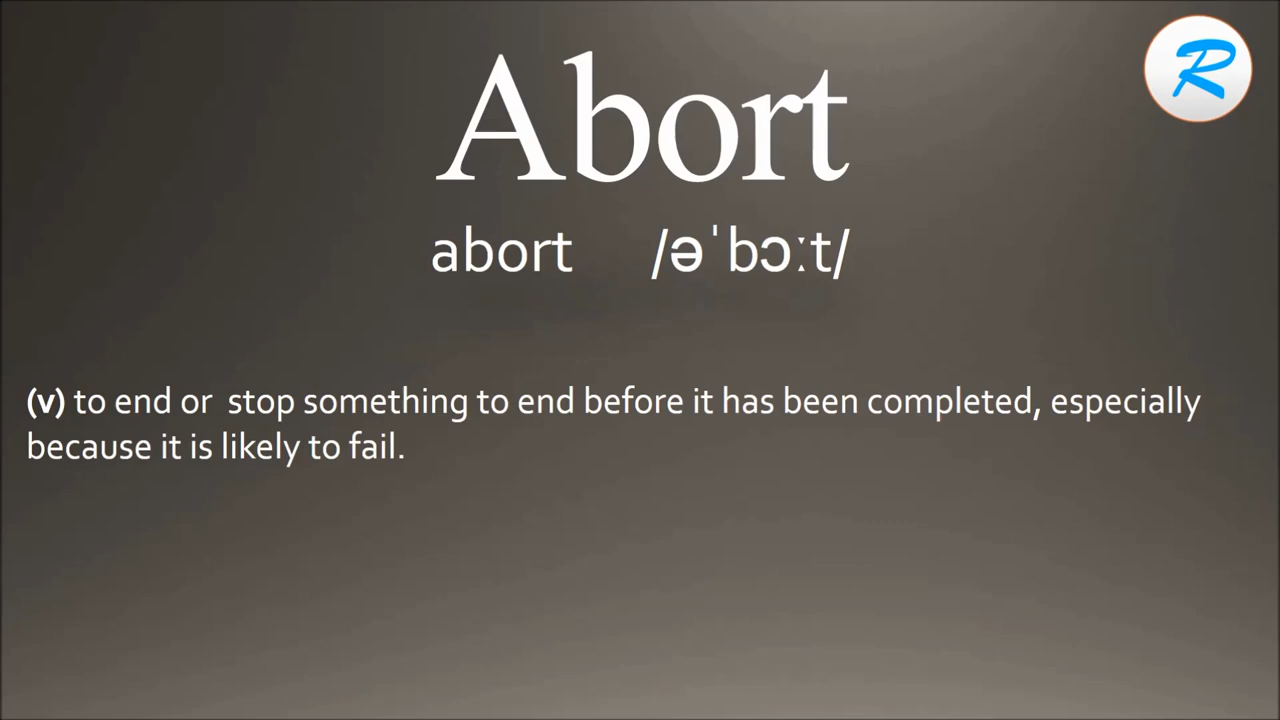 Abort
R
abort /əˈbɔːt/
(v) to end or  stop something to end before it has been completed, especially
because it is likely to fail.